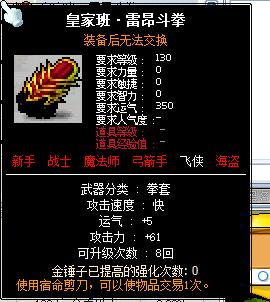 皇家班·雷昂斗拳
装备后无法交换
要求等级： 130
要求力量： 0
要求敏捷： 0
要求智力： 0
要求运气： 350
要求人气度： -
道具等级： -
道具经验值： -
新手 战士 魔法师 弓箭手 飞侠 海盗
武器分类 : 拳套
攻击速度 : 快
运气 : +5
攻击力 : +61
可升级次数 : 8回
金锤子已提高的强化次数: 0
使用宿命剪刀，可以使物品交易1次。